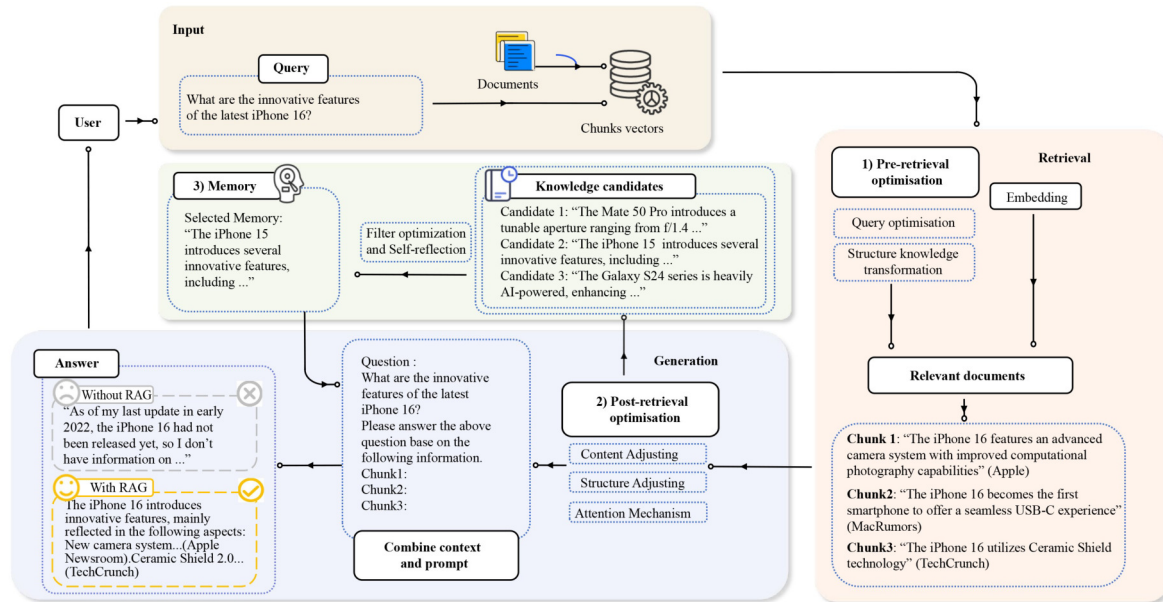 Input
Query
What are the innovative features
of the latest iPhone 16?
Documents
Chunks vectors
User
3) Memory
Selected Memory:
“The iPhone 15
introduces several
innovative features,
including ...”
Filter optimization
and Self-reflection
Knowledge candidates
Candidate 1: “The Mate 50 Pro introduces a
tunable aperture ranging from f/1.4 ...”
Candidate 2: “The iPhone 15 introduces several
innovative features, including ...”
Candidate 3: “The Galaxy S24 series is heavily
AI-powered, enhancing ...”
1) Pre-retrieval
optimisation
Retrieval
Embedding
Query optimisation
Structure knowledge
transformation
Relevant documents
Chunk 1: “The iPhone 16 features an advanced
camera system with improved computational
photography capabilities” (Apple)
Chunk2: “The iPhone 16 becomes the first
smartphone to offer a seamless USB-C experience”
(MacRumors)
Chunk3: “The iPhone 16 utilizes Ceramic Shield
technology” (TechCrunch)
Generation
2) Post-retrieval
optimisation
Content Adjusting
Structure Adjusting
Attention Mechanism
Question :
What are the innovative
features of the latest
iPhone 16?
Please answer the above
question base on the
following information.
Chunk1:
Chunk2:
Chunk3:
Combine context
and prompt
Answer
Without RAG
“As of my last update in early
2022, the iPhone 16 had not
been released yet, so I don’t
have information on ...”
With RAG
The iPhone 16 introduces
innovative features, mainly
reflected in the following aspects:
New camera system...(Apple
Newsroom).Ceramic Shield 2.0...
(TechCrunch)